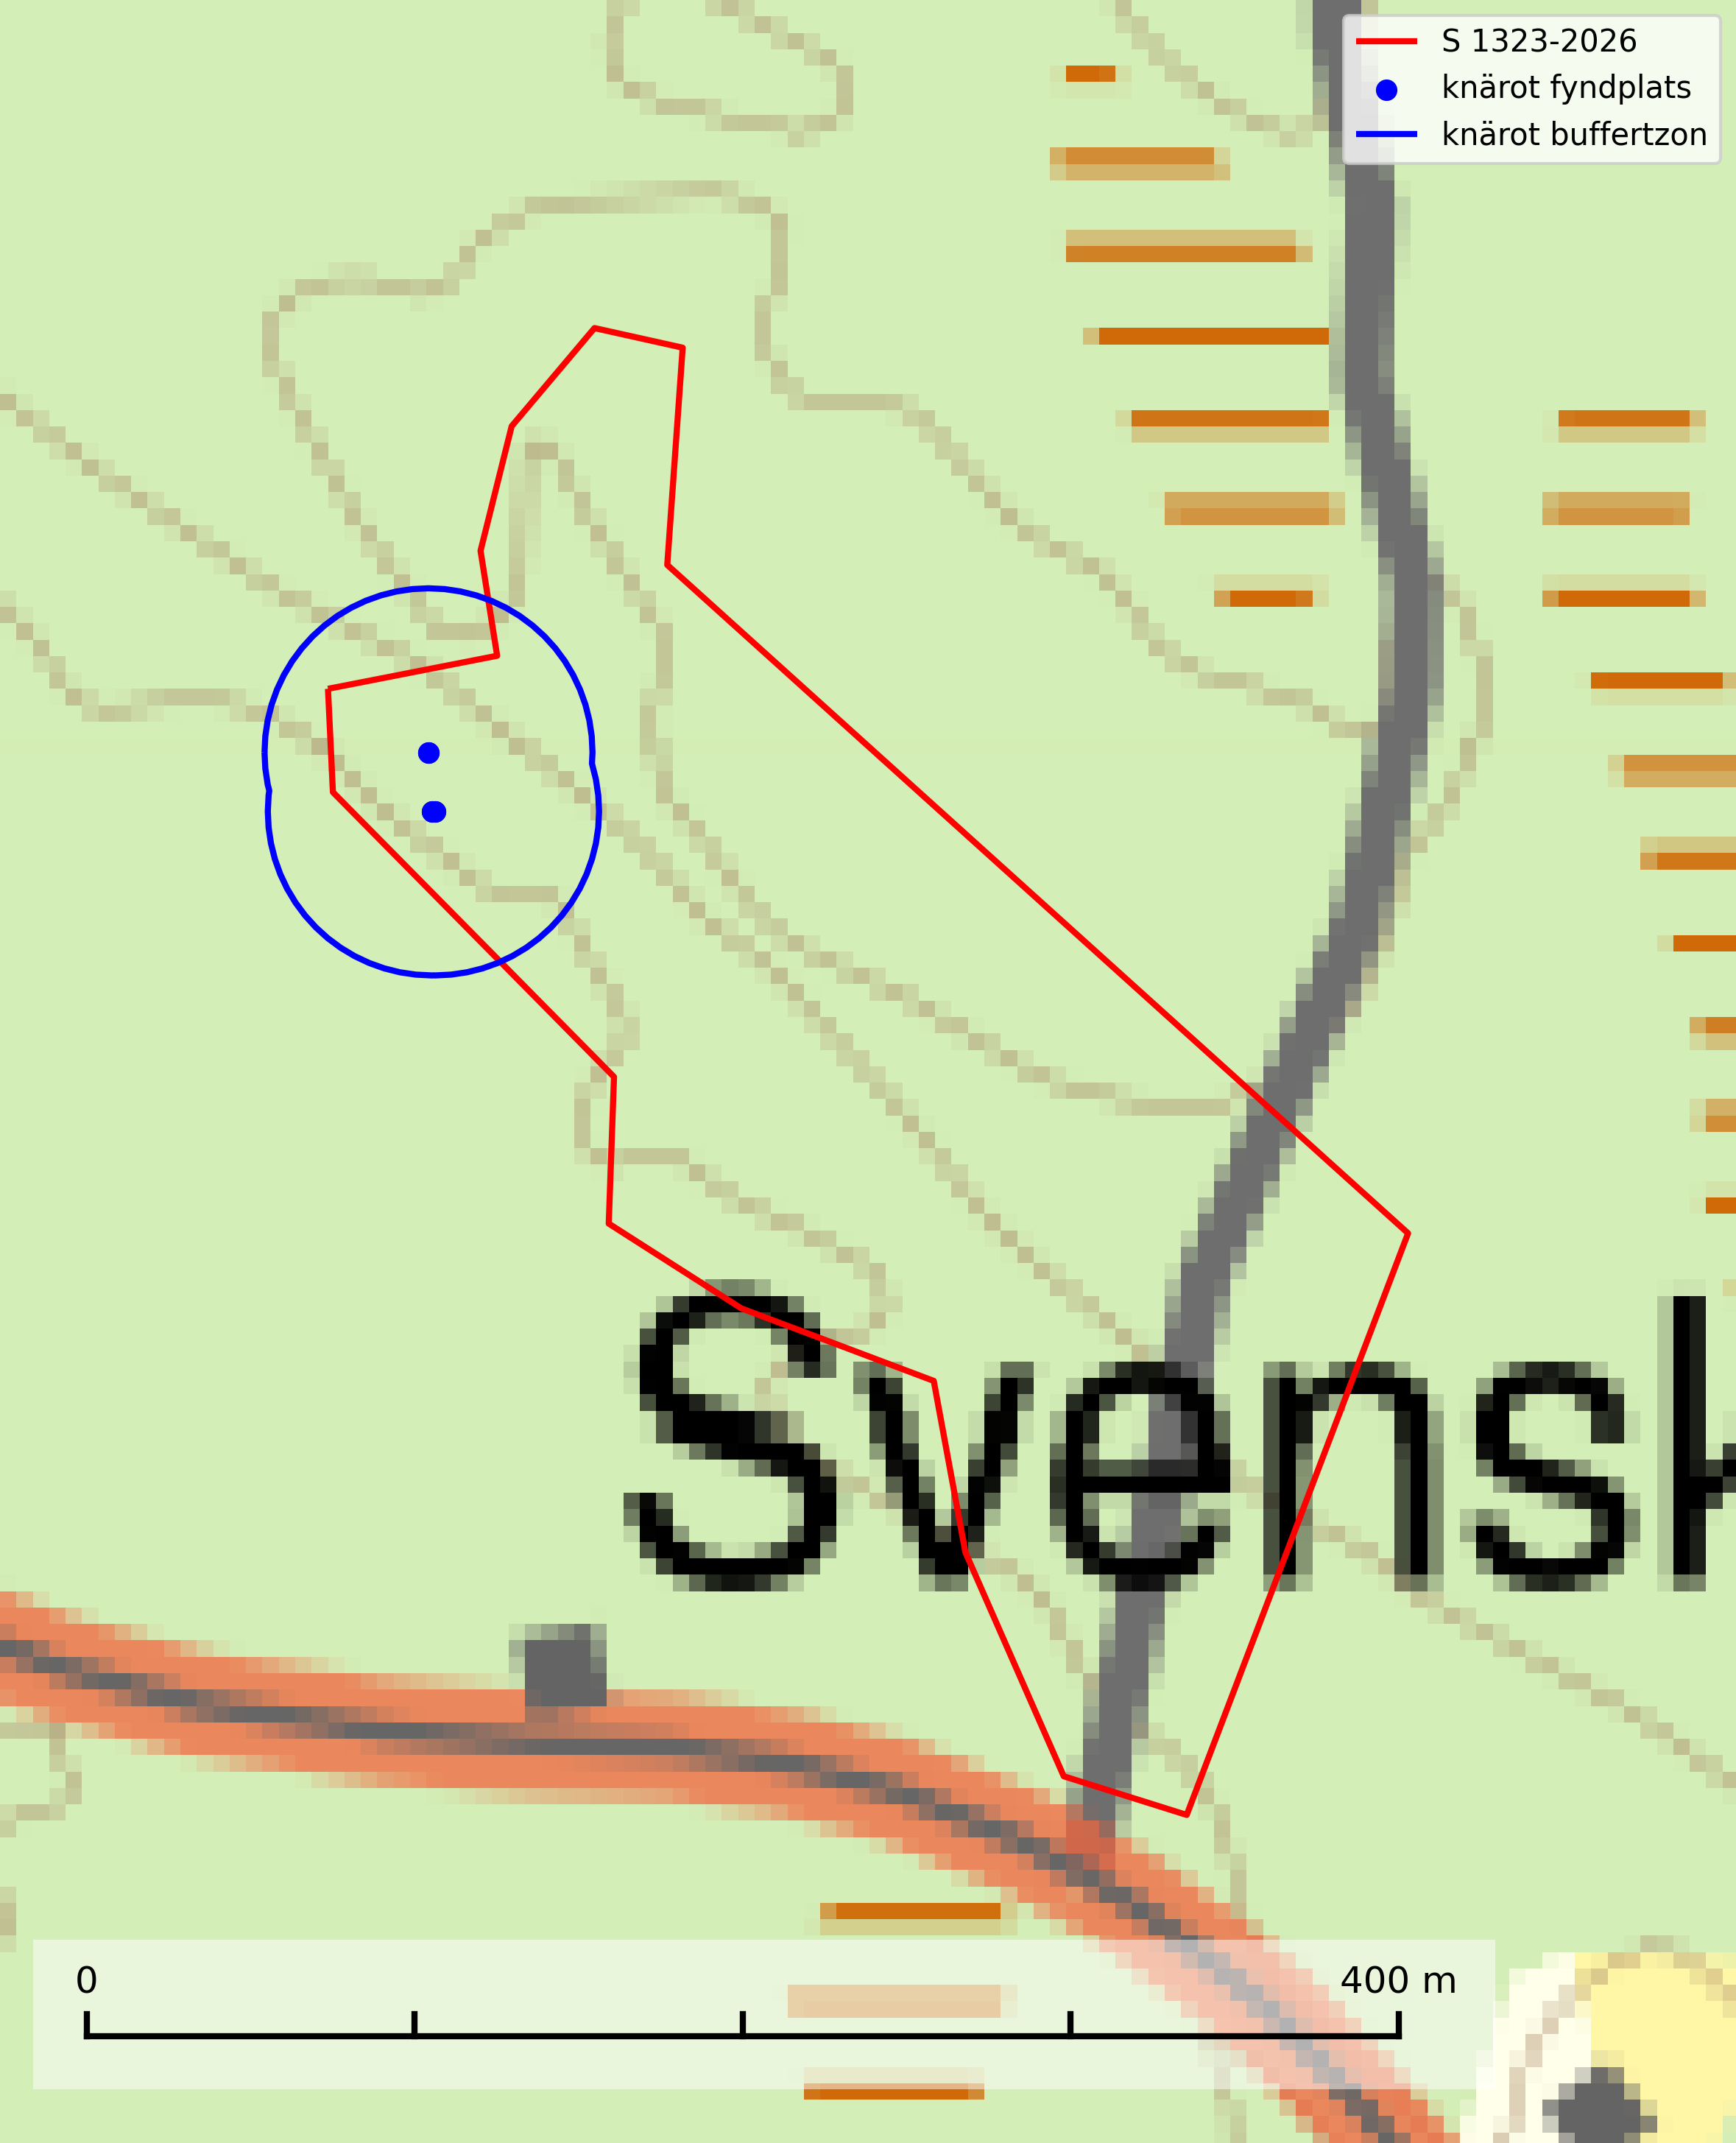 S 1323-2026
knärot fyndplats
knärot buffertzon
Svensk
0
400 m